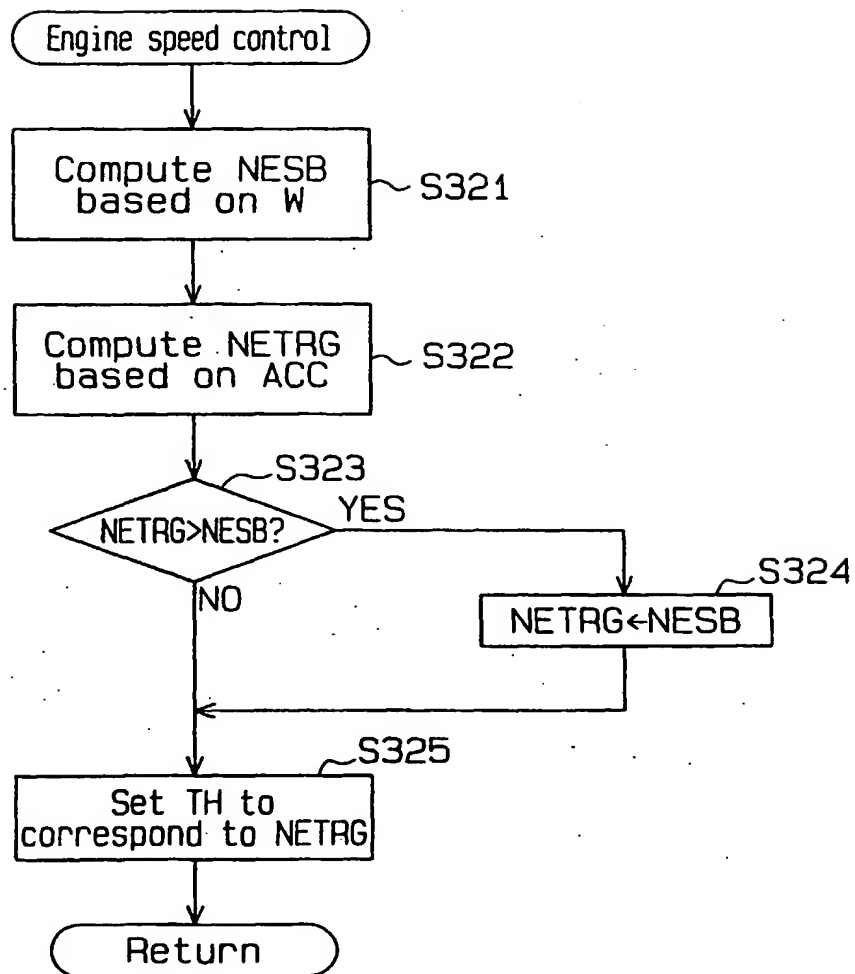 Engine speed control
Compute NESB
based on W
S321
Compute NETRG
based on ACC
S322
S323
NETRG>NESB?
YES
NO
S324
NETRG←NESB
S325
Set TH to
correspond to NETRG
Return